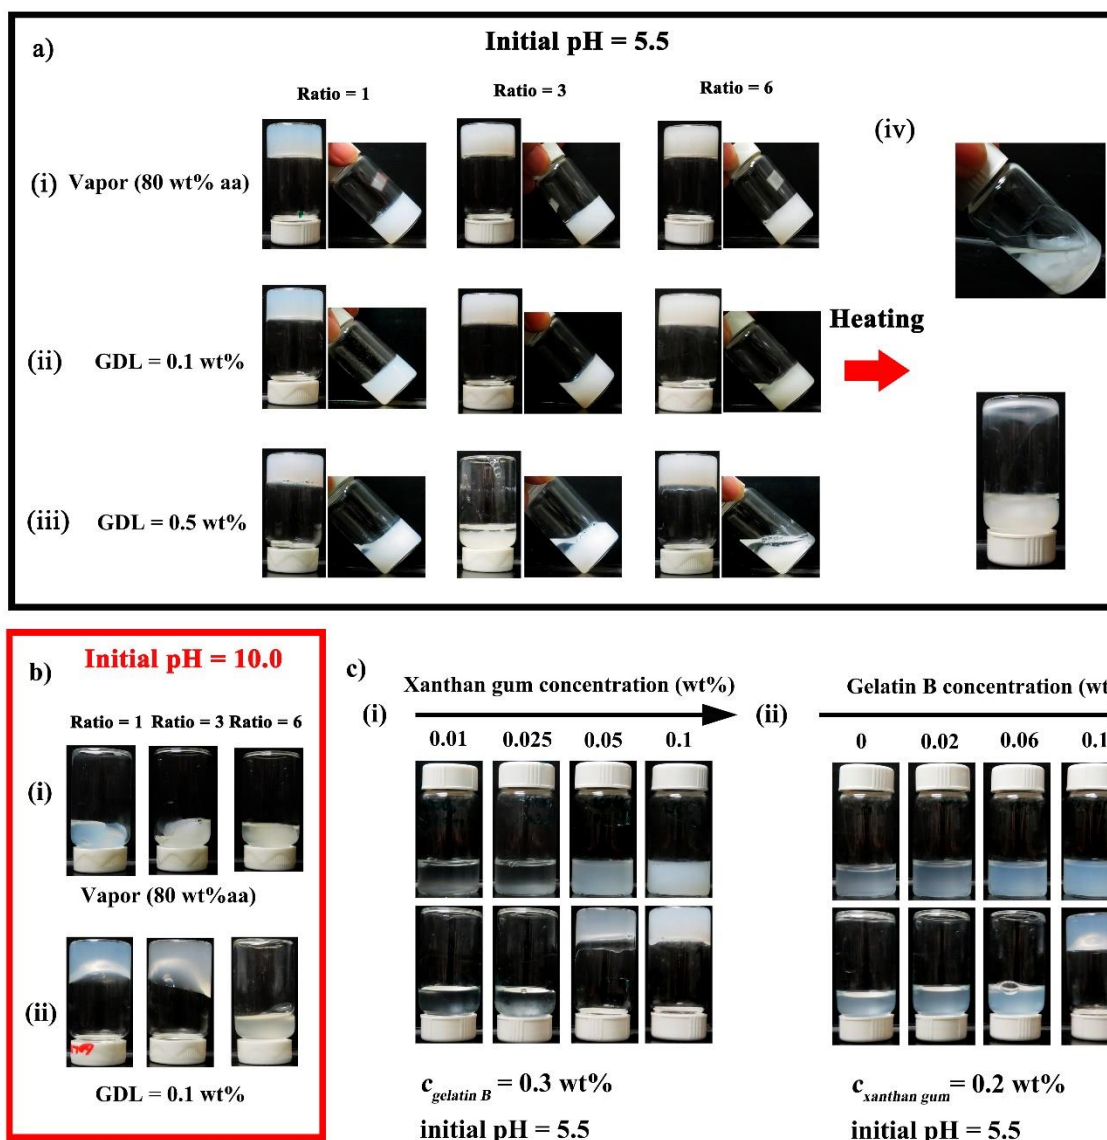 a)
Initial pH = 5.5
Ratio = 1
Ratio = 3
Ratio = 6
(iv)
(i) Vapor (80 wt% aa)
Heating
(ii) GDL = 0.1 wt%
(iii) GDL = 0.5 wt%
b)
Initial pH = 10.0
Ratio = 1 Ratio = 3 Ratio = 6
(i)
Vapor (80 wt%aa)
(ii)
GDL = 0.1 wt%
c)
Xanthan gum concentration (wt%)
(i)
0.01 0.025 0.05 0.1
c gelatin B = 0.3 wt%
initial pH = 5.5
Gelatin B concentration (wt
(ii)
0 0.02 0.06 0.1
c xanthan gum = 0.2 wt%
initial pH = 5.5